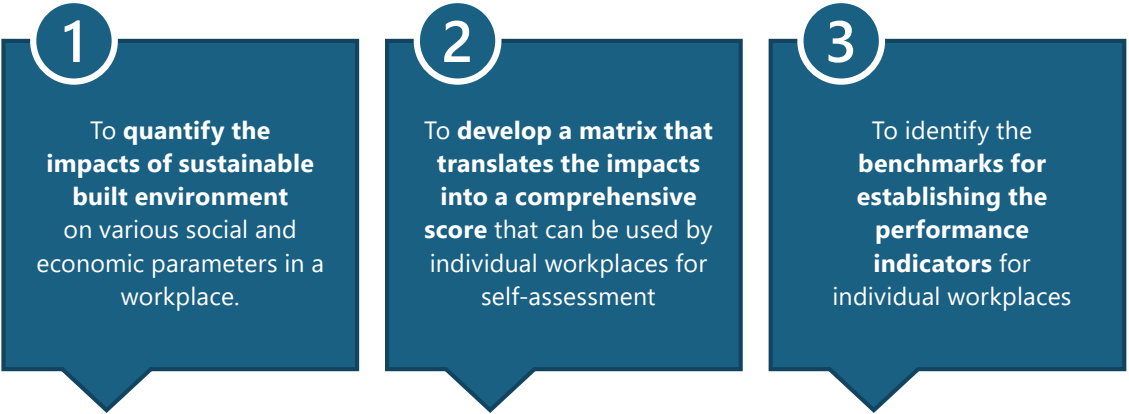 1
To quantify the
impacts of sustainable
built environment
on various social and
economic parameters in a
workplace.
2
To develop a matrix that
translates the impacts
into a comprehensive
score that can be used by
individual workplaces for
self-assessment
3
To identify the
benchmarks for
establishing the
performance
indicators for
individual workplaces